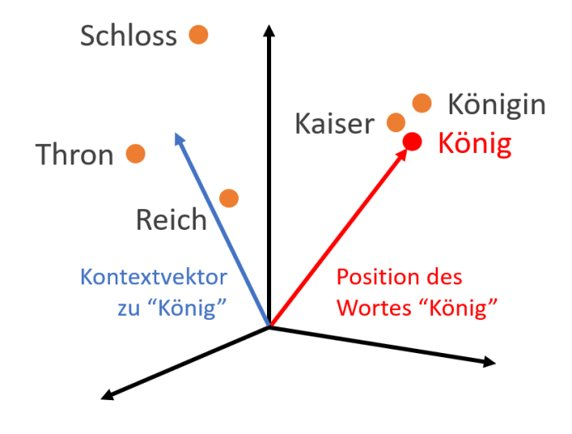 Schloss
Königin
Kaiser
König
Thron
Reich
Kontextvektor
zu “König”
Position des
Wortes “König”